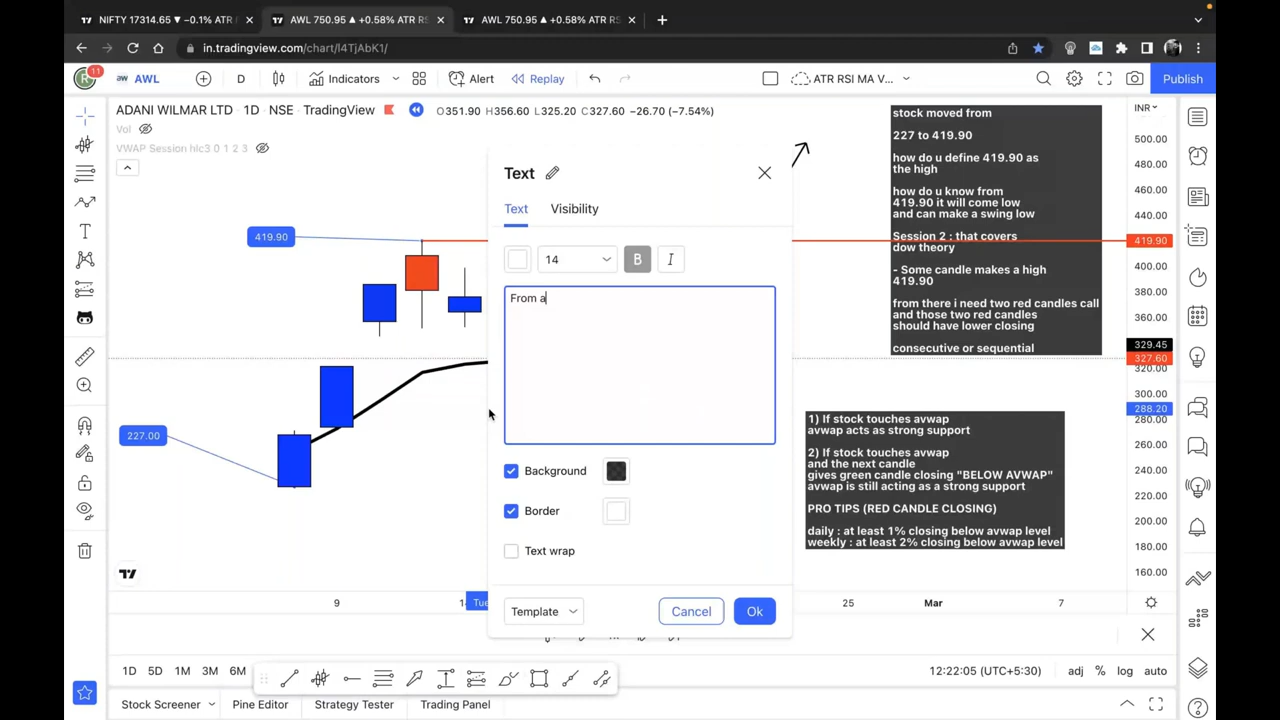 NIFTY 17314.65 ▼ −0.1% ATR
AWL 750.95 ▲ +0.58% ATR RS
AWL 750.95 ▲ +0.58% ATR RSI
in.tradingview.com/chart/l4TjAbK1/
R
11
aw AWL
D
Indicators
Alert
Replay
ATR RSI MA V...
Publish
ADANI WILMAR LTD · 1D · NSE · TradingView
O351.90 H356.60 L325.20 C327.60 −26.70 (−7.54%)
Vol
VWAP Session hlc3 0 1 2 3
INR
500.00
480.00
460.00
440.00
419.90
400.00
380.00
360.00
329.45
327.60
320.00
300.00
288.20
280.00
260.00
240.00
220.00
200.00
180.00
160.00
stock moved from
227 to 419.90
how do u define 419.90 as
the high
how do u know from
419.90 it will come low
and can make a swing low
Session 2 : that covers
dow theory
- Some candle makes a high
419.90
from there i need two red candles call
and those two red candles
should have lower closing
consecutive or sequential
419.90
227.00
Text
Text
Visibility
14
B
I
From a
Background
Border
Text wrap
Template
Cancel
Ok
1) If stock touches avwap
avwap acts as strong support
2) If stock touches avwap
and the next candle
gives green candle closing "BELOW AVWAP"
avwap is still acting as a strong support
PRO TIPS (RED CANDLE CLOSING)
daily : at least 1% closing below avwap level
weekly : at least 2% closing below avwap level
9
Tue
25
Mar
7
1D 5D 1M 3M 6M
12:22:05 (UTC+5:30)
adj % log auto
Stock Screener
Pine Editor
Strategy Tester
Trading Panel